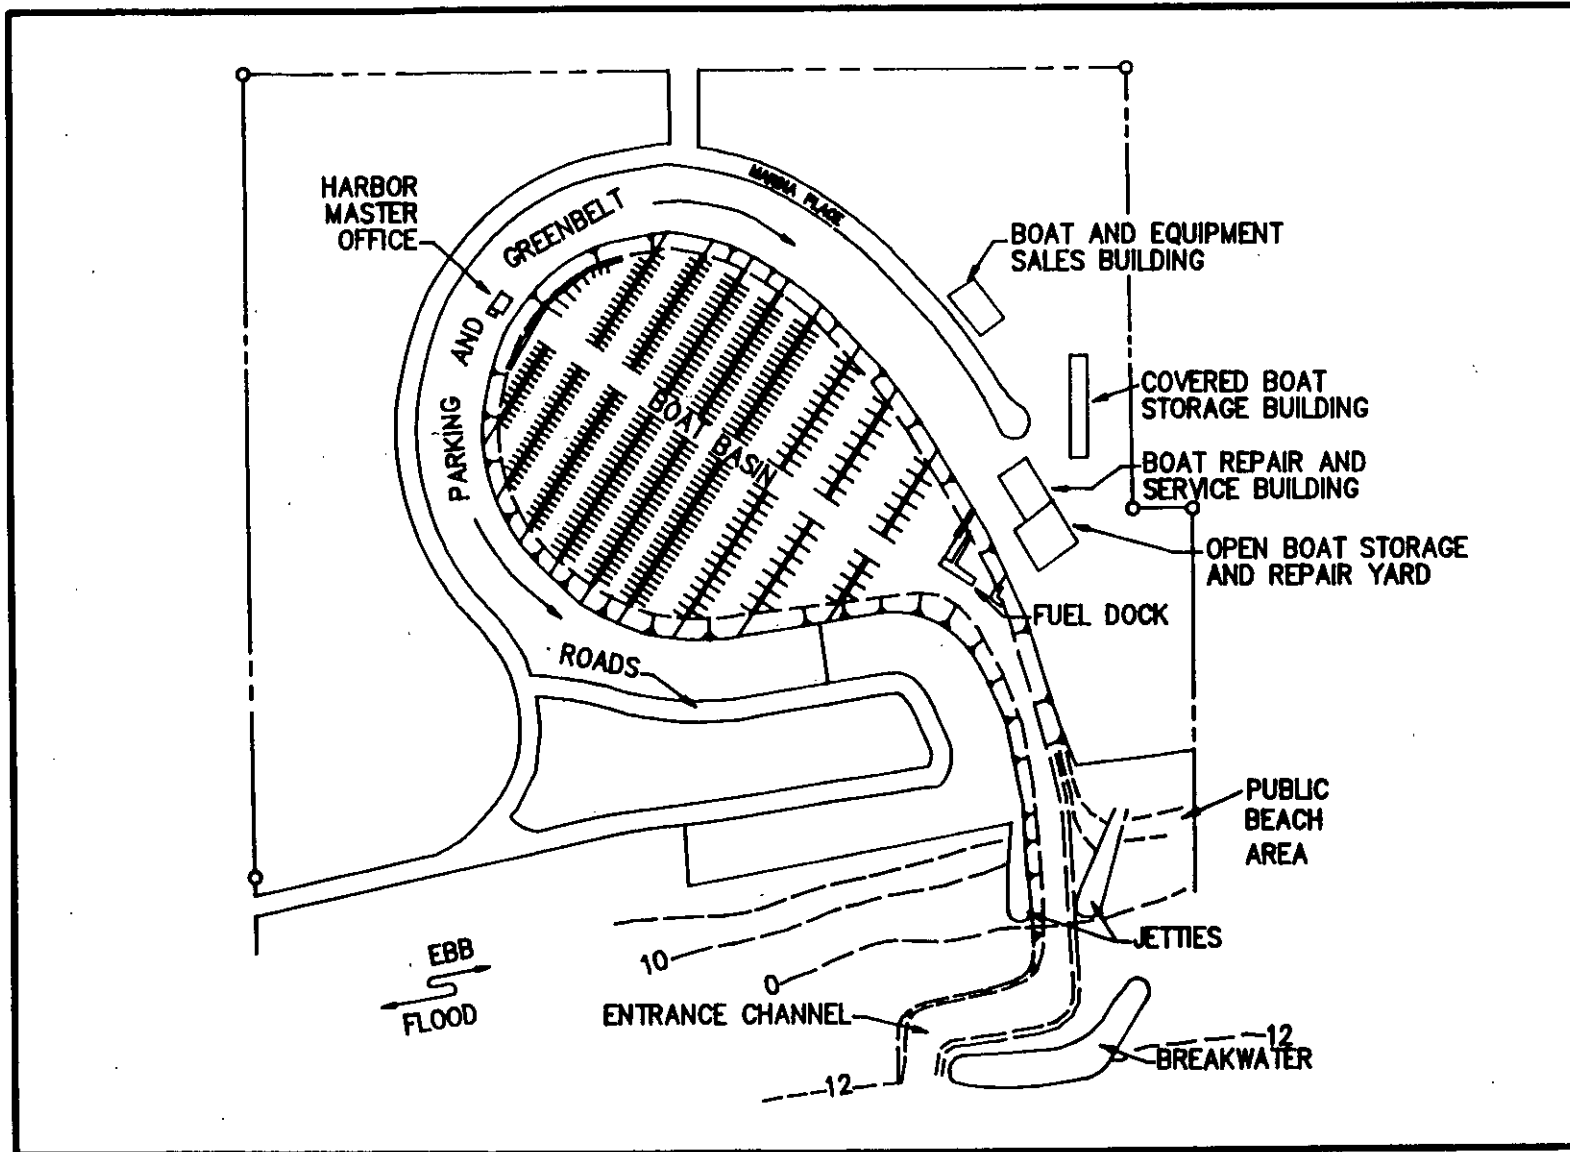 MARINA PLACE
HARBOR
MASTER
OFFICE
PARKING AND GREENBELT
BOAT AND EQUIPMENT
SALES BUILDING
COVERED BOAT
STORAGE BUILDING
BOAT BASIN
BOAT REPAIR AND
SERVICE BUILDING
OPEN BOAT STORAGE
AND REPAIR YARD
FUEL DOCK
ROADS
PUBLIC
BEACH
AREA
JETTIES
EBB
FLOOD
10
0
ENTRANCE CHANNEL
12
BREAKWATER
12